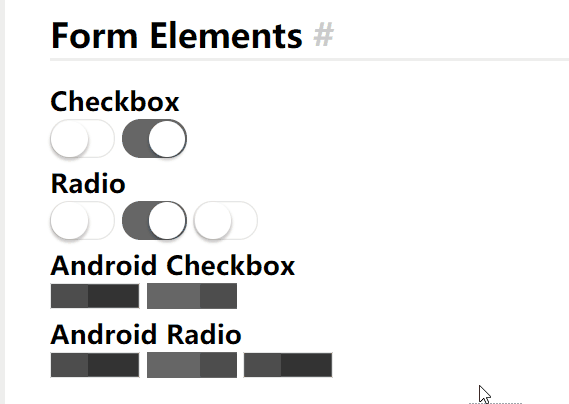 Form Elements #
Checkbox
Radio
Android Checkbox
Android Radio